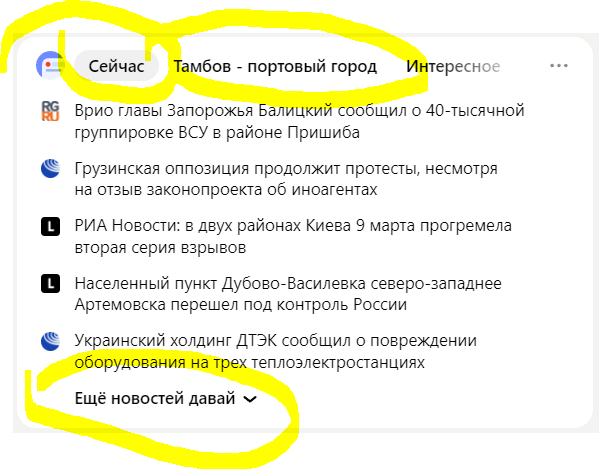 Сейчас Тамбов - портовый город Интересное
RG
RU
Врио главы Запорожья Балицкий сообщил о 40-тысячной
группировке ВСУ в районе Пришиба
Грузинская оппозиция продолжит протесты, несмотря
на отзыв законопроекта об иноагентах
L
РИА Новости: в двух районах Киева 9 марта прогремела
вторая серия взрывов
L
Населенный пункт Дубово-Василевка северо-западнее
Артемовска перешел под контроль России
Украинский холдинг ДТЭК сообщил о повреждении
оборудования на трех теплоэлектростанциях
Ещё новостей давай